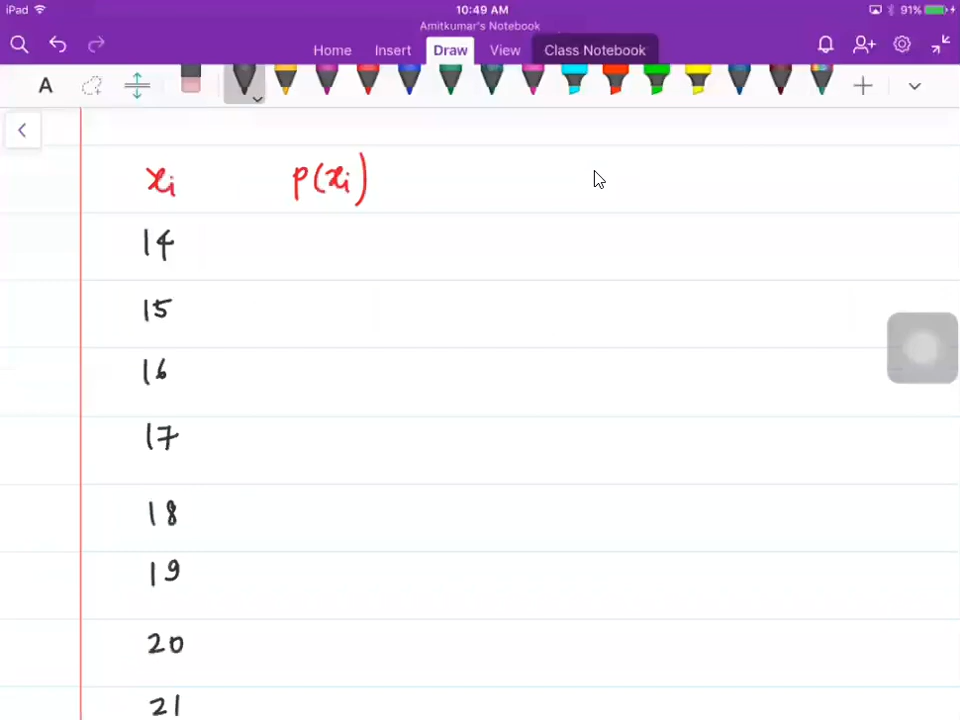 iPad 10:49 AM 91%
Amitkumar's Notebook
Home Insert Draw View Class Notebook
A
xi p(xi)
14
15
16
17
18
19
20
21